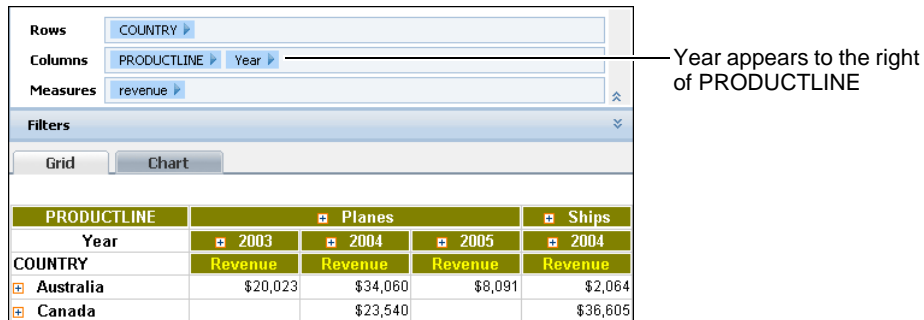 Rows COUNTRY
Columns PRODUCTLINE Year
Year appears to the right
of PRODUCTLINE
Measures revenue
Filters
Grid Chart
PRODUCTLINE Planes Ships
Year 2003 2004 2005 2004
COUNTRY Revenue Revenue Revenue Revenue
Australia $20,023 $34,060 $8,091 $2,064
Canada $23,540 $36,605